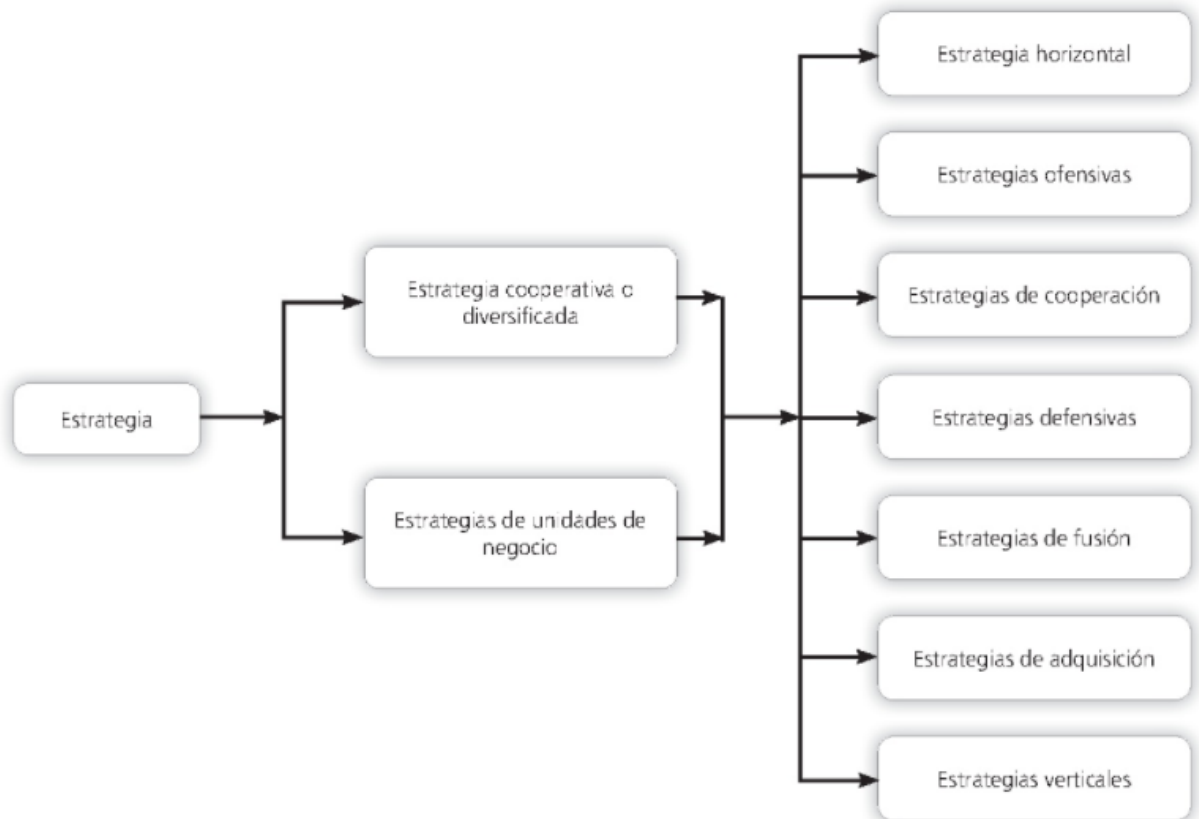 Estrategia
Estrategia cooperativa o
diversificada
Estrategias de unidades de
negocio
Estrategia horizontal
Estrategias ofensivas
Estrategias de cooperación
Estrategias defensivas
Estrategias de fusión
Estrategias de adquisición
Estrategias verticales